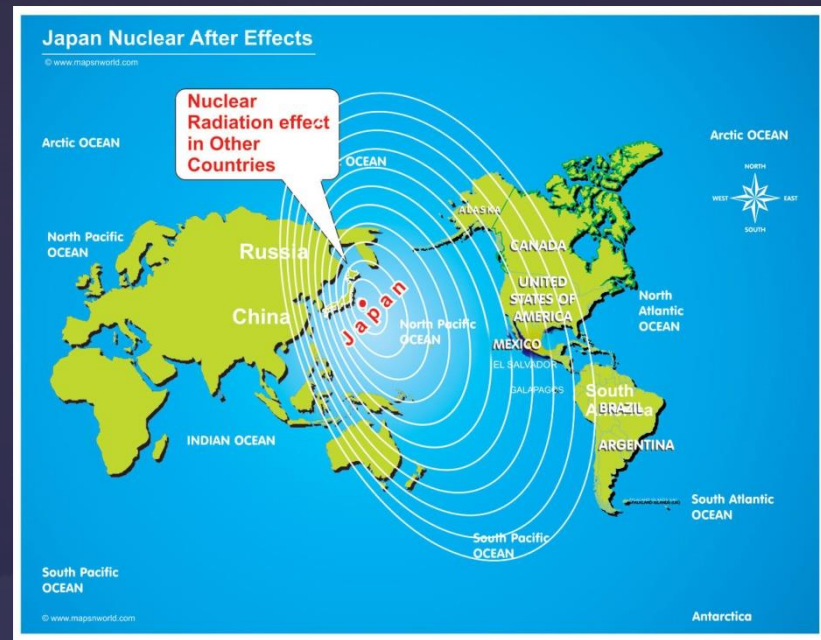 Japan Nuclear After Effects
© www.mapsnworld.com
Nuclear
Radiation effect
in Other
Countries
Arctic OCEAN
OCEAN
Arctic OCEAN
NORTH
WEST
EAST
SOUTH
North Pacific
OCEAN
Russia
China
Japan
North Pacific
OCEAN
ALASKA
CANADA
UNITED
STATES OF
AMERICA
MEXICO
EL SALVADOR
GALAPAGOS
North
Atlantic
OCEAN
South
BRAZIL
ARGENTINA
INDIAN OCEAN
South Atlantic
OCEAN
South Pacific
OCEAN
South Pacific
OCEAN
© www.mapsnworld.com
Antarctica